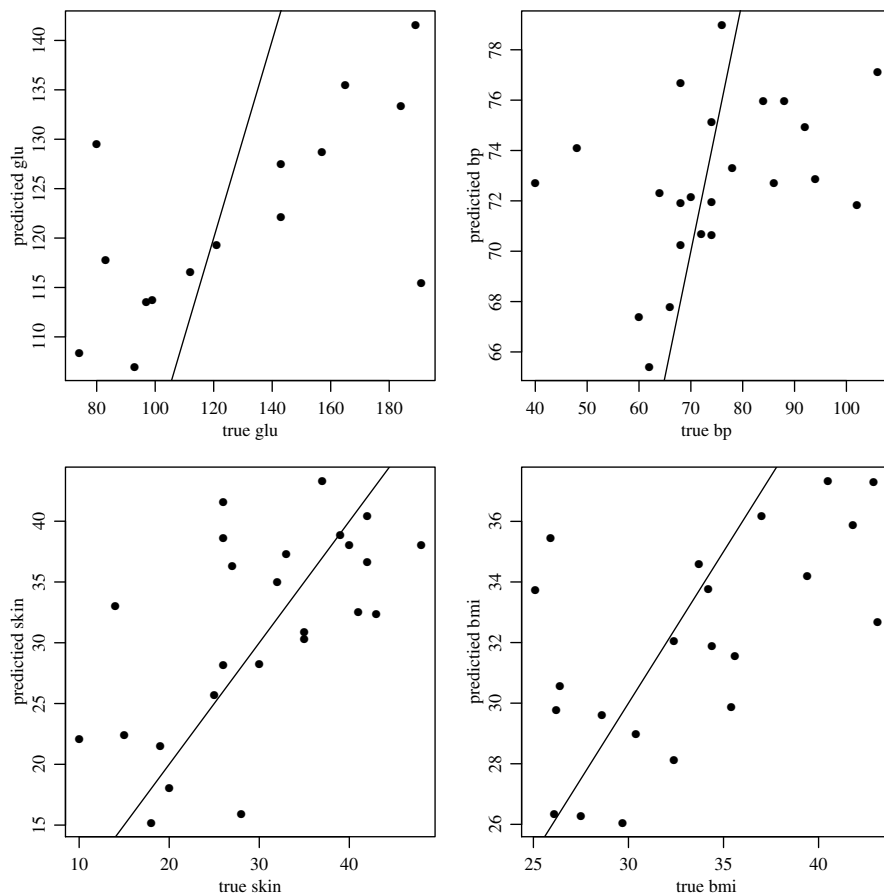 140
135
130
125
120
115
110
predictied glu
80 100 120 140 160 180
true glu
78
76
74
72
70
68
66
predictied bp
40 50 60 70 80 90 100
true bp
40
35
30
25
20
15
predictied skin
10 20 30 40
true skin
36
34
32
30
28
26
predictied bmi
25 30 35 40
true bmi